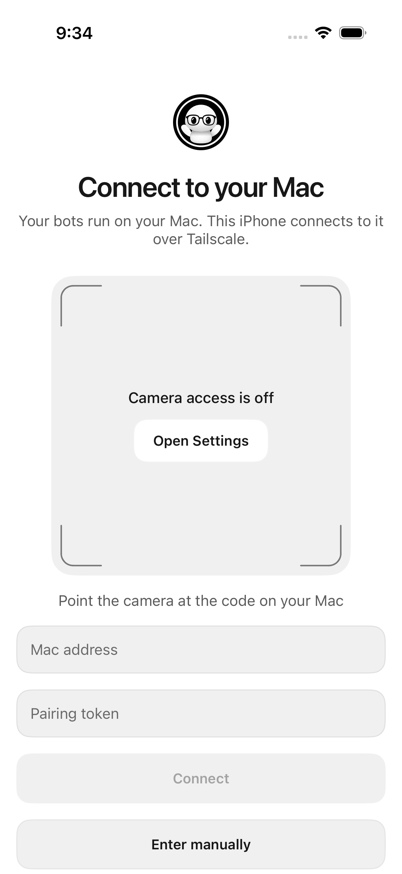 9:34
Connect to your Mac
Your bots run on your Mac. This iPhone connects to it
over Tailscale.
Camera access is off
Open Settings
Point the camera at the code on your Mac
Mac address
Pairing token
Connect
Enter manually